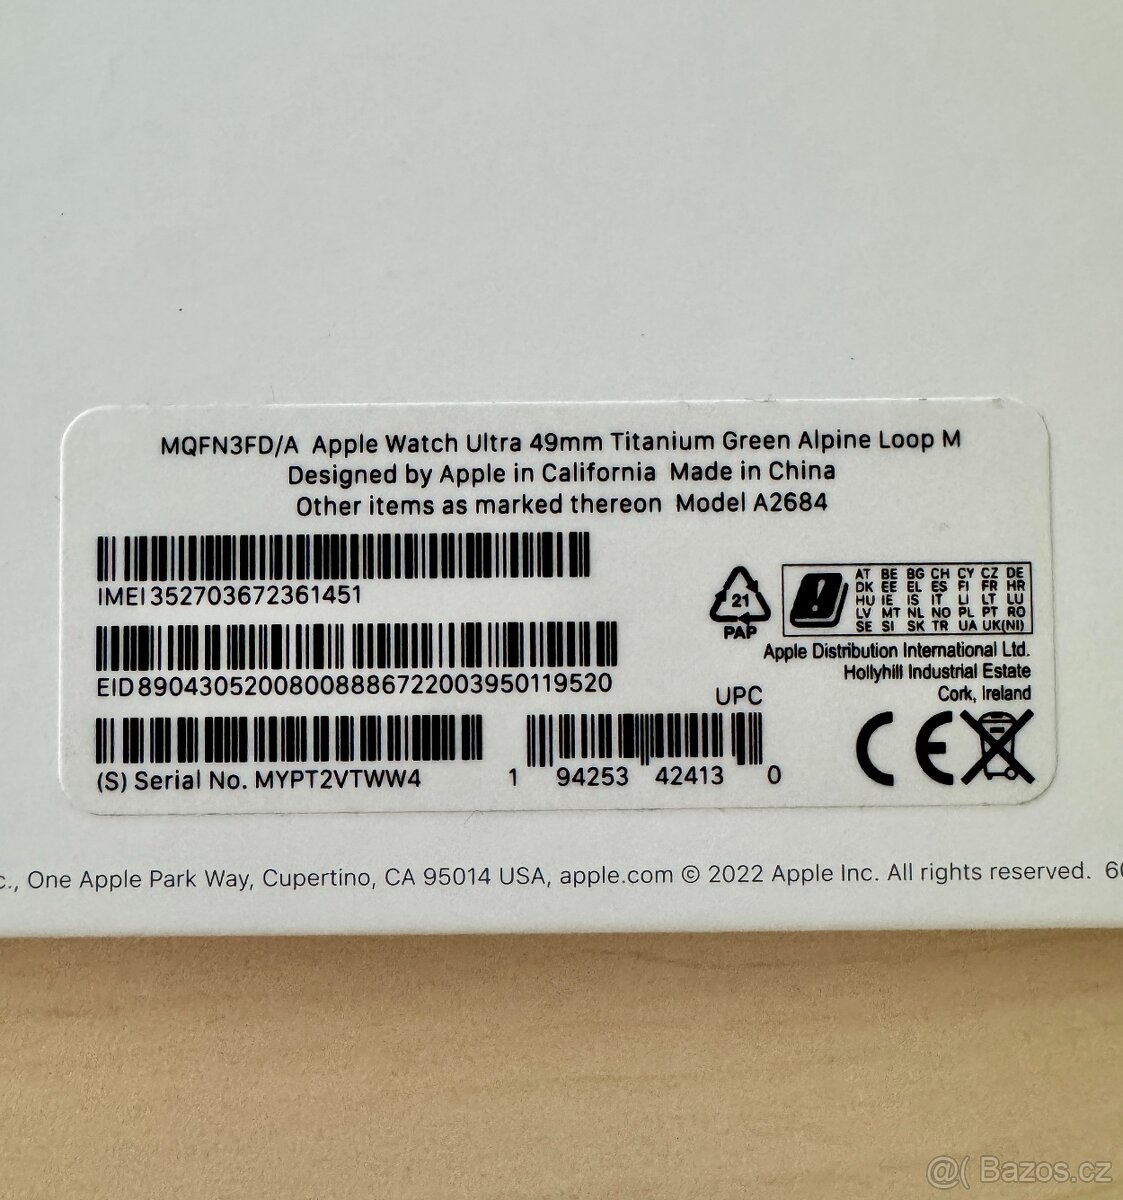 MQFN3FD/A Apple Watch Ultra 49mm Titanium Green Alpine Loop M
Designed by Apple in California Made in China
Other items as marked thereon Model A2684
IMEI 352703672361451
EID 89043052008008886722003950119520
(S) Serial No. MYPT2VTWW4
UPC
1 94253 42413 0
21
PAP
AT BE BG CH CY CZ DE
DK EE EL ES FI FR HR
HU IE IS IT LI LT LU
LV MT NL NO PL PT RO
SE SI SK TR UA UK(NI)
Apple Distribution International Ltd.
Hollyhill Industrial Estate
Cork, Ireland
CE
c., One Apple Park Way, Cupertino, CA 95014 USA, apple.com © 2022 Apple Inc. All rights reserved. 60
@( Bazos.cz